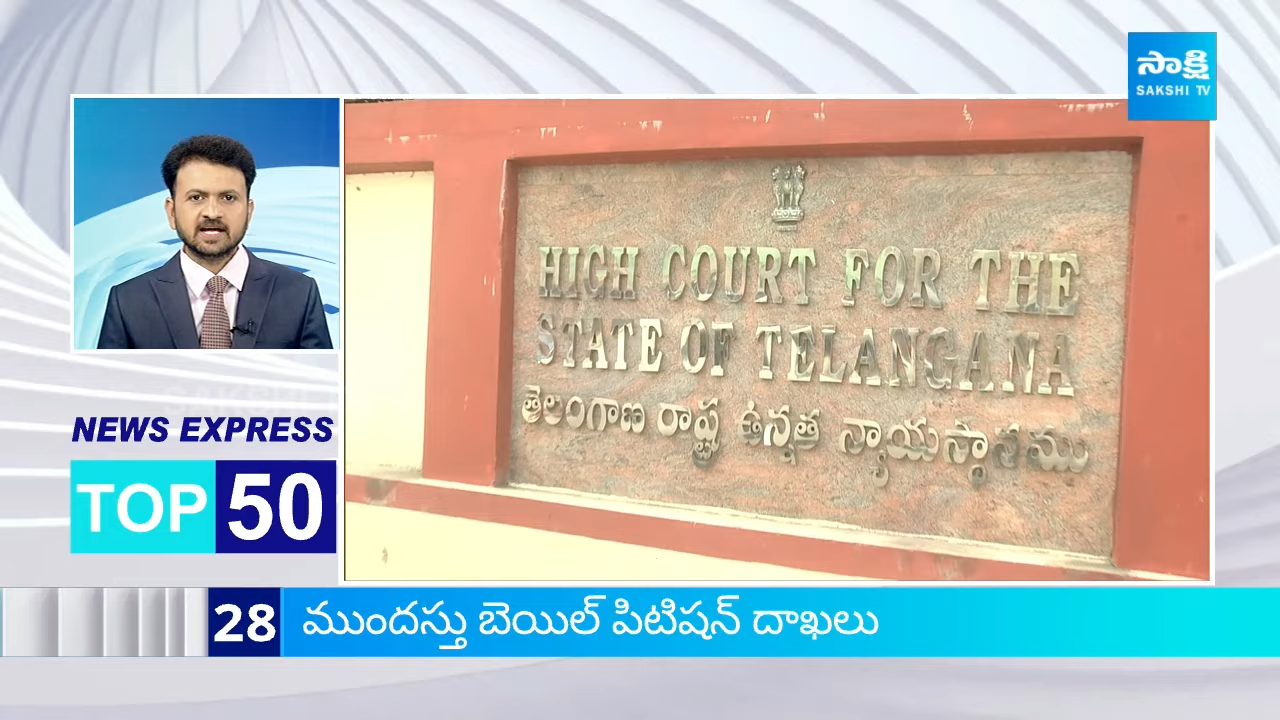 సాక్షి
SAKSHI TV
HIGH COURT FOR THE
STATE OF TELANGANA
తెలంగాణ రాష్ట్ర ఉన్నత న్యాయస్థానము
NEWS EXPRESS
TOP 50
28 ముందస్తు బెయిల్ పిటిషన్ దాఖలు